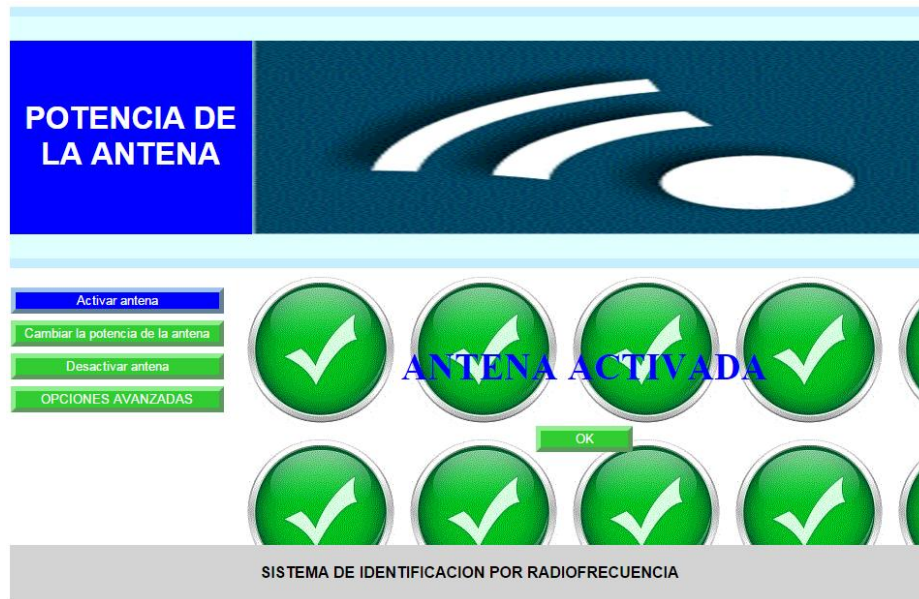 POTENCIA DE
LA ANTENA
Activar antena
Cambiar la potencia de la antena
Desactivar antena
OPCIONES AVANZADAS
ANTENA ACTIVADA
OK
SISTEMA DE IDENTIFICACION POR RADIOFRECUENCIA